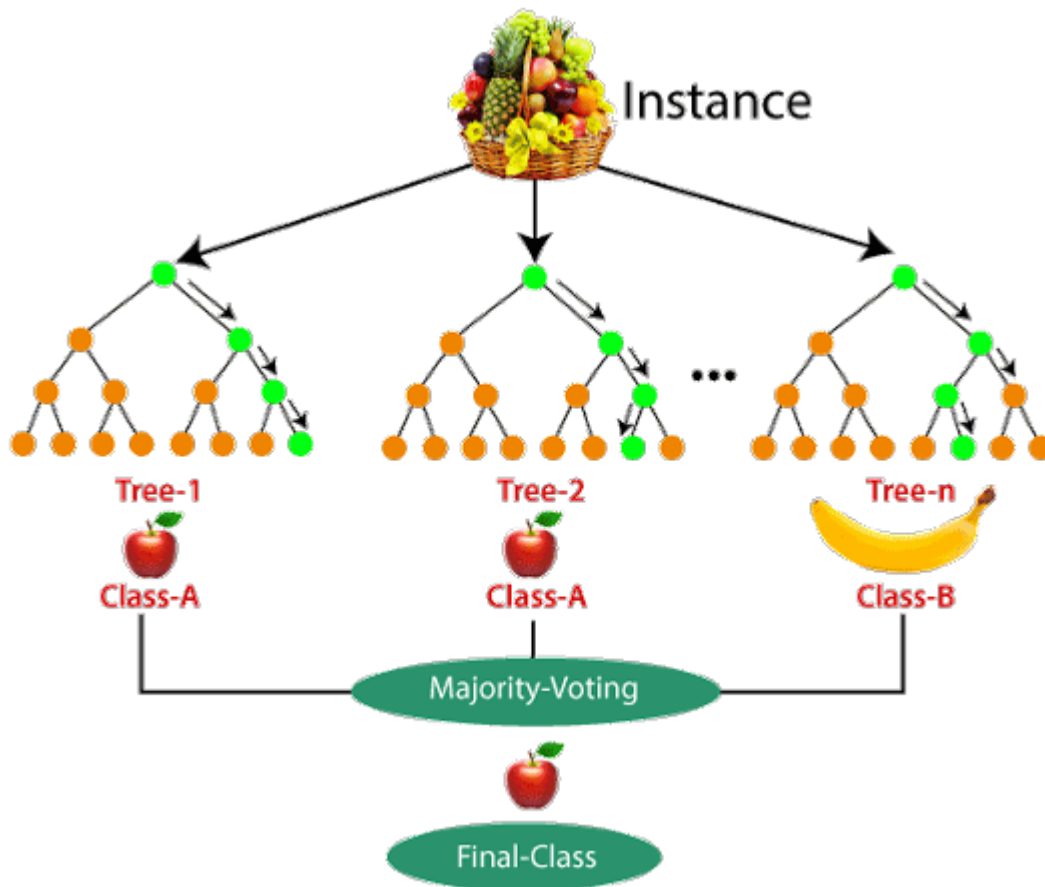 Instance
...
Tree-1
Tree-2
Tree-n
Class-A
Class-A
Class-B
Majority-Voting
Final-Class